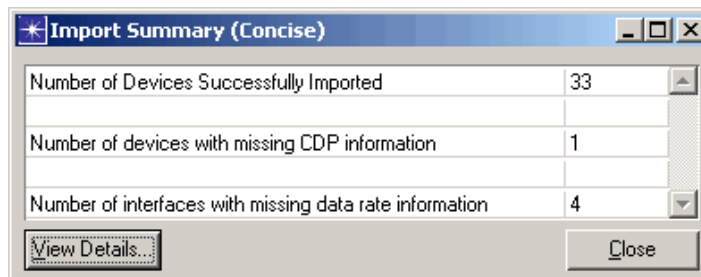 Import Summary (Concise)
Number of Devices Successfully Imported 33
Number of devices with missing CDP information 1
Number of interfaces with missing data rate information 4
View Details... Close